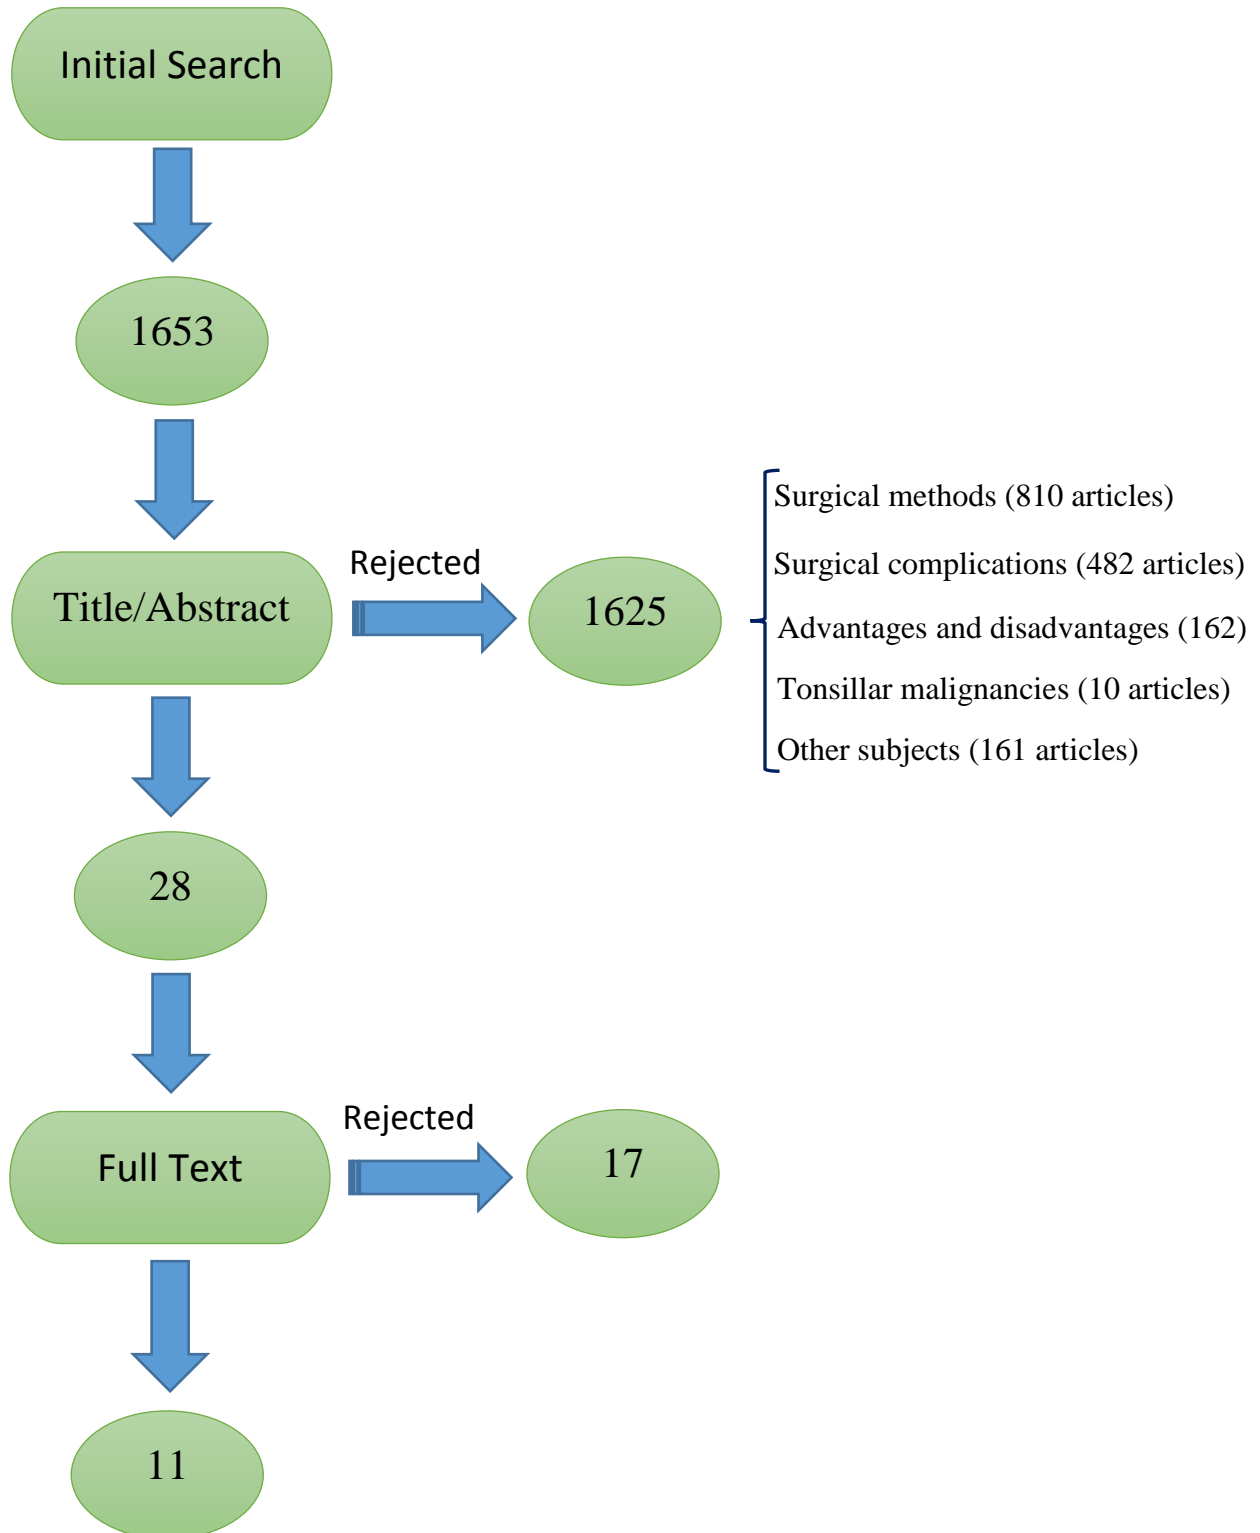 Initial Search
1653
Title/Abstract
Rejected
1625
Surgical methods (810 articles)
Surgical complications (482 articles)
Advantages and disadvantages (162)
Tonsillar malignancies (10 articles)
Other subjects (161 articles)
28
Full Text
Rejected
17
11